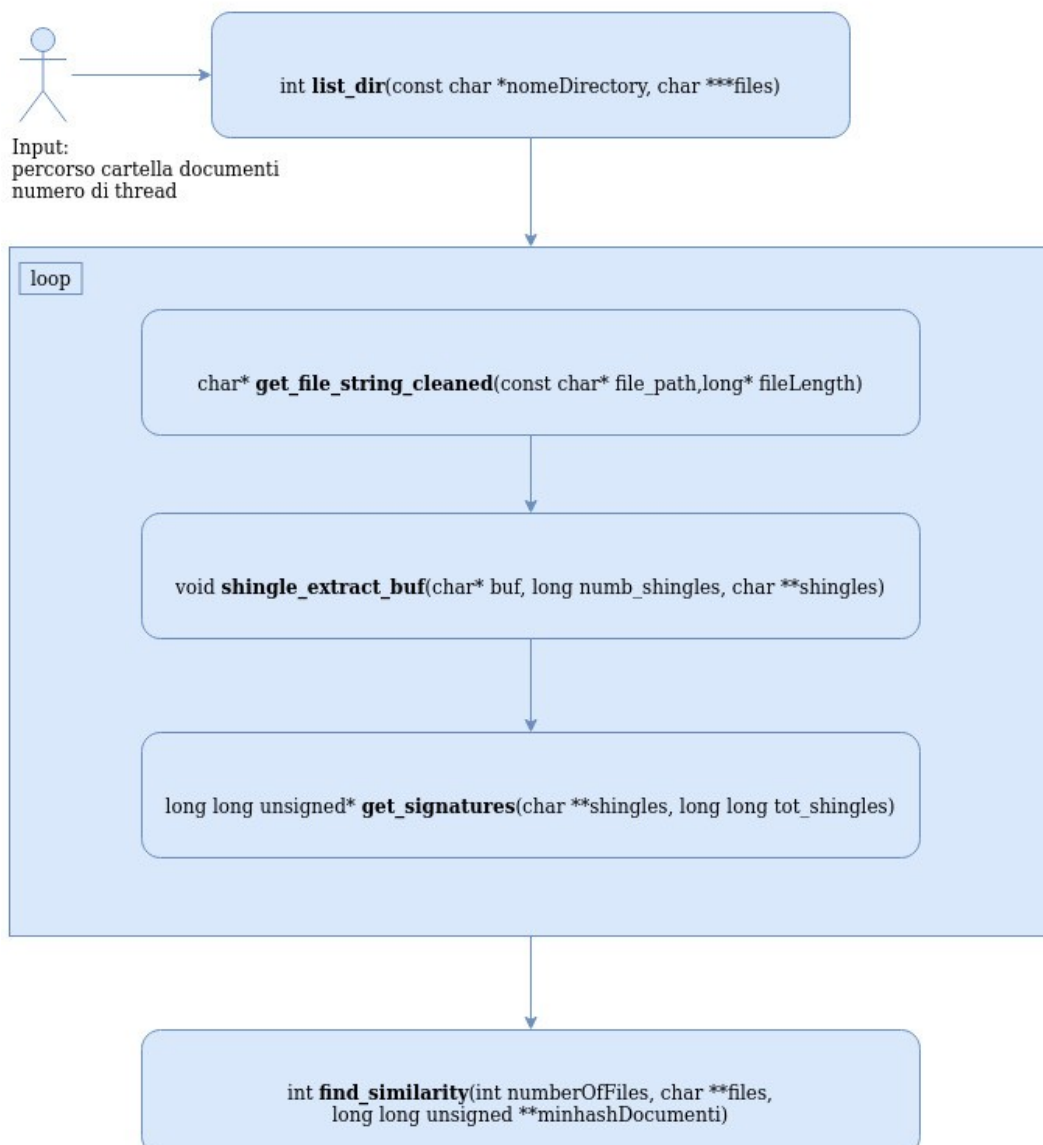 int list_dir(const char *nomeDirectory, char ***files)
Input:
percorso cartella documenti
numero di thread
loop
char* get_file_string_cleaned(const char* file_path,long* fileLength)
void shingle_extract_buf(char* buf, long numb_shingles, char **shingles)
long long unsigned* get_signatures(char **shingles, long long tot_shingles)
int find_similarity(int numberOfFiles, char **files,
long long unsigned **minhashDocumenti)